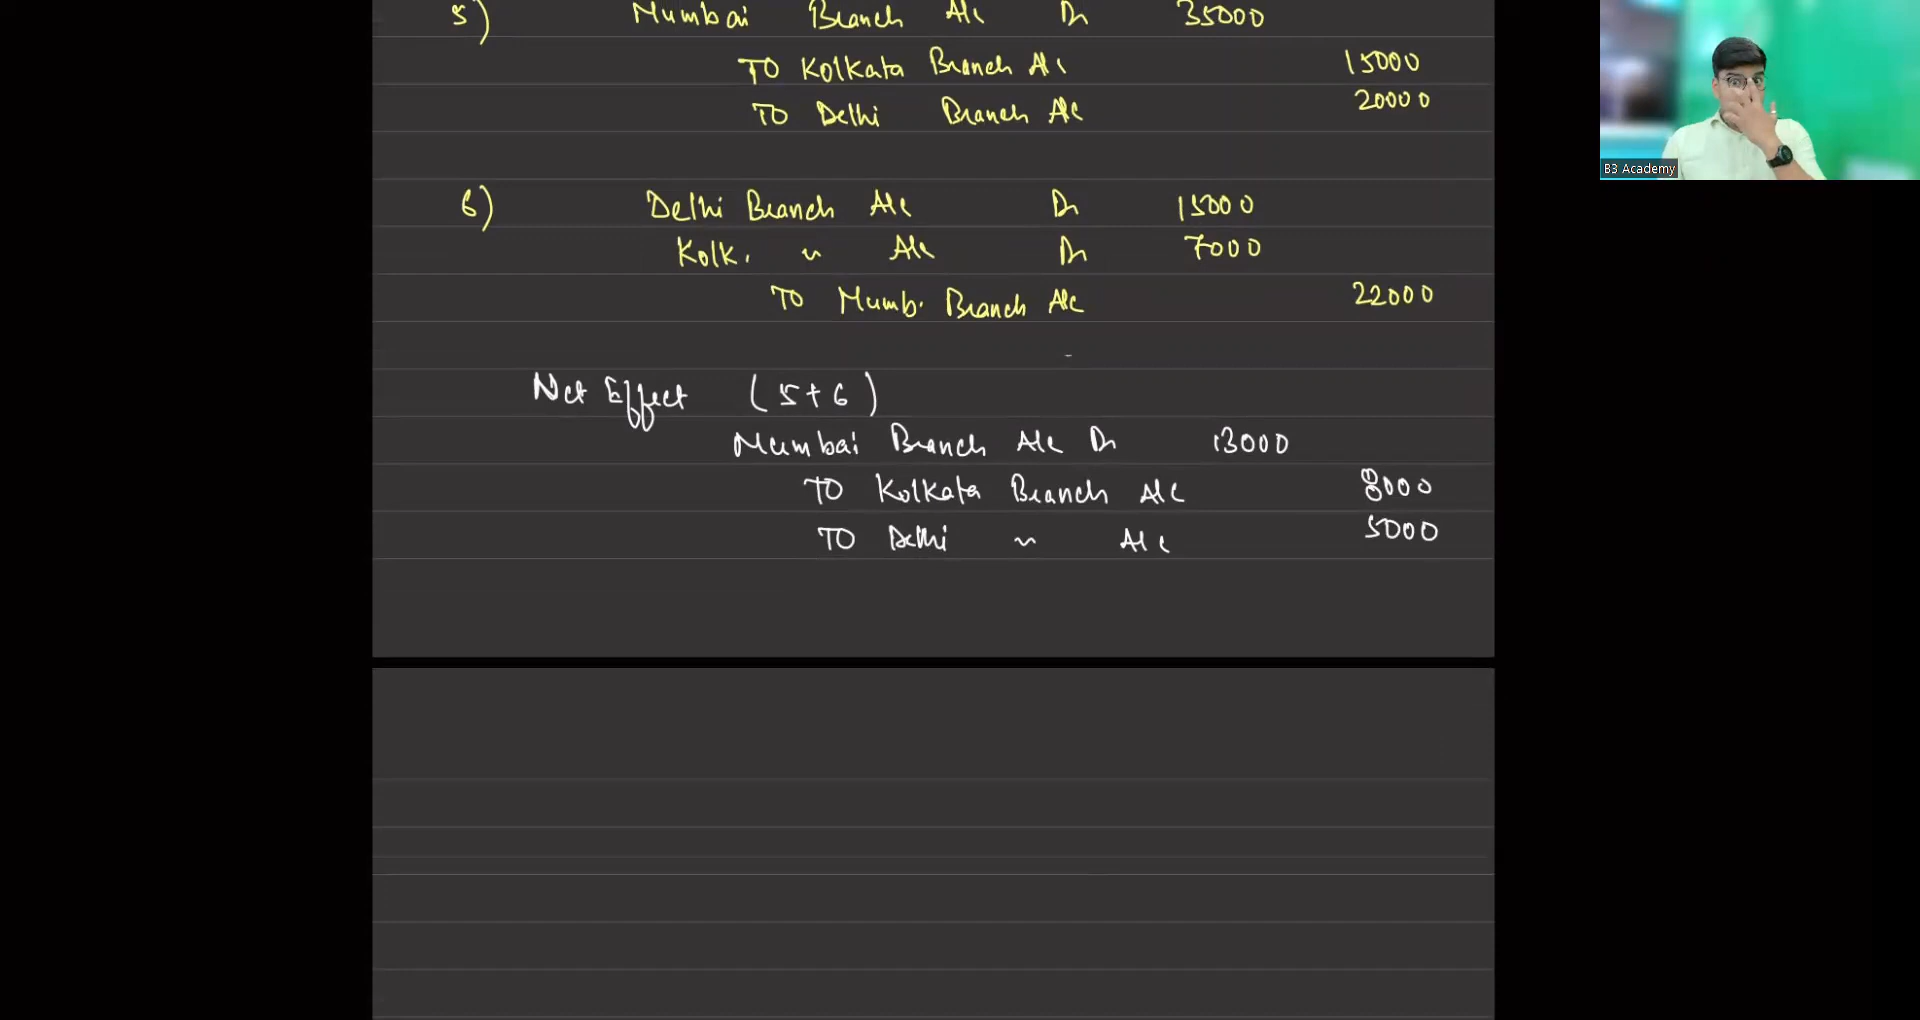 5) Mumbai Branch A/c Dr 35000
TO Kolkata Branch A/c 15000
TO Delhi Branch A/c 20000
6) Delhi Branch A/c Dr 15000
Kolk. " A/c Dr 7000
TO Mumb. Branch A/c 22000
Net Effect (5+6)
Mumbai Branch A/c Dr 13000
TO Kolkata Branch A/c 8000
TO Delhi " A/c 5000
B3 Academy